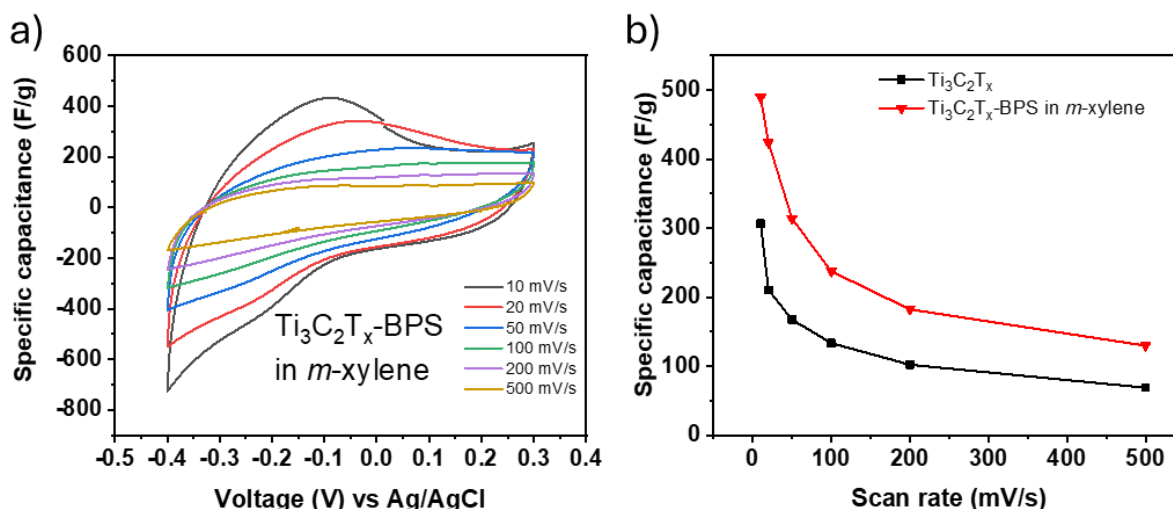 a)
600
400
200
0
-200
-400
-600
-800
Specific capacitance (F/g)
10 mV/s
20 mV/s
50 mV/s
100 mV/s
200 mV/s
500 mV/s
Ti₃C₂Tₓ-BPS
in m-xylene
-0.5 -0.4 -0.3 -0.2 -0.1 0.0 0.1 0.2 0.3 0.4
Voltage (V) vs Ag/AgCl
b)
500
400
300
200
100
0
Specific capacitance (F/g)
Ti₃C₂Tₓ
Ti₃C₂Tₓ-BPS in m-xylene
0 100 200 300 400 500
Scan rate (mV/s)